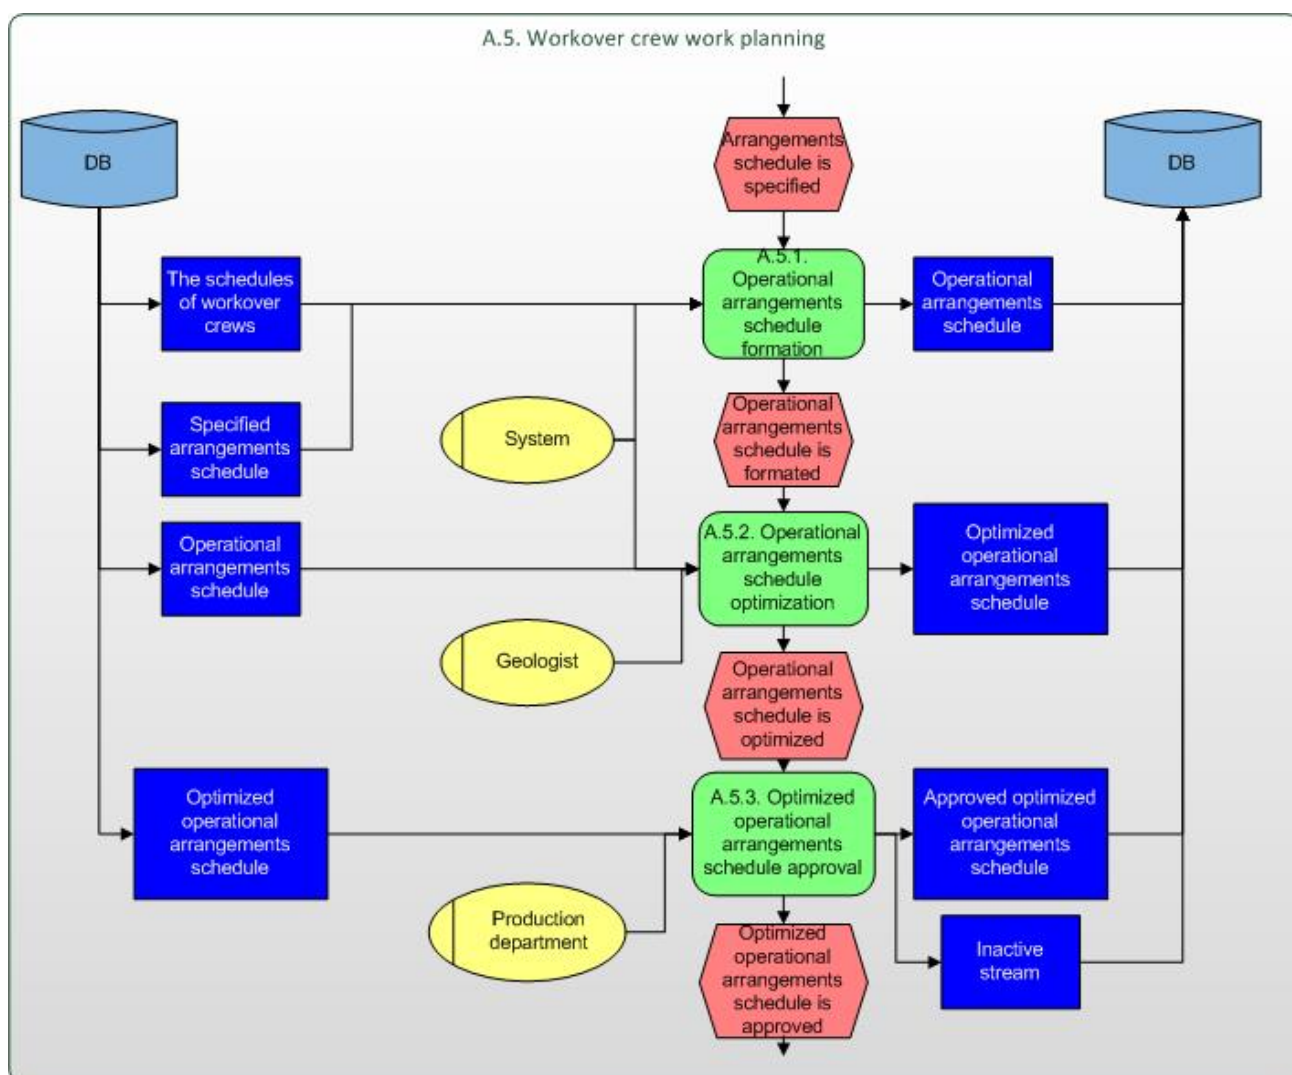 A.5. Workover crew work planning
DB
Arrangements
schedule is
specified
DB
The schedules
of workover
crews
A.5.1.
Operational
arrangements
schedule
formation
Operational
arrangements
schedule
Specified
arrangements
schedule
System
Operational
arrangements
schedule is
formated
Operational
arrangements
schedule
A.5.2. Operational
arrangements
schedule
optimization
Optimized
operational
arrangements
schedule
Geologist
Operational
arrangements
schedule is
optimized
Optimized
operational
arrangements
schedule
A.5.3. Optimized
operational
arrangements
schedule approval
Approved optimized
operational
arrangements
schedule
Production
department
Optimized
operational
arrangements
schedule is
approved
Inactive
stream